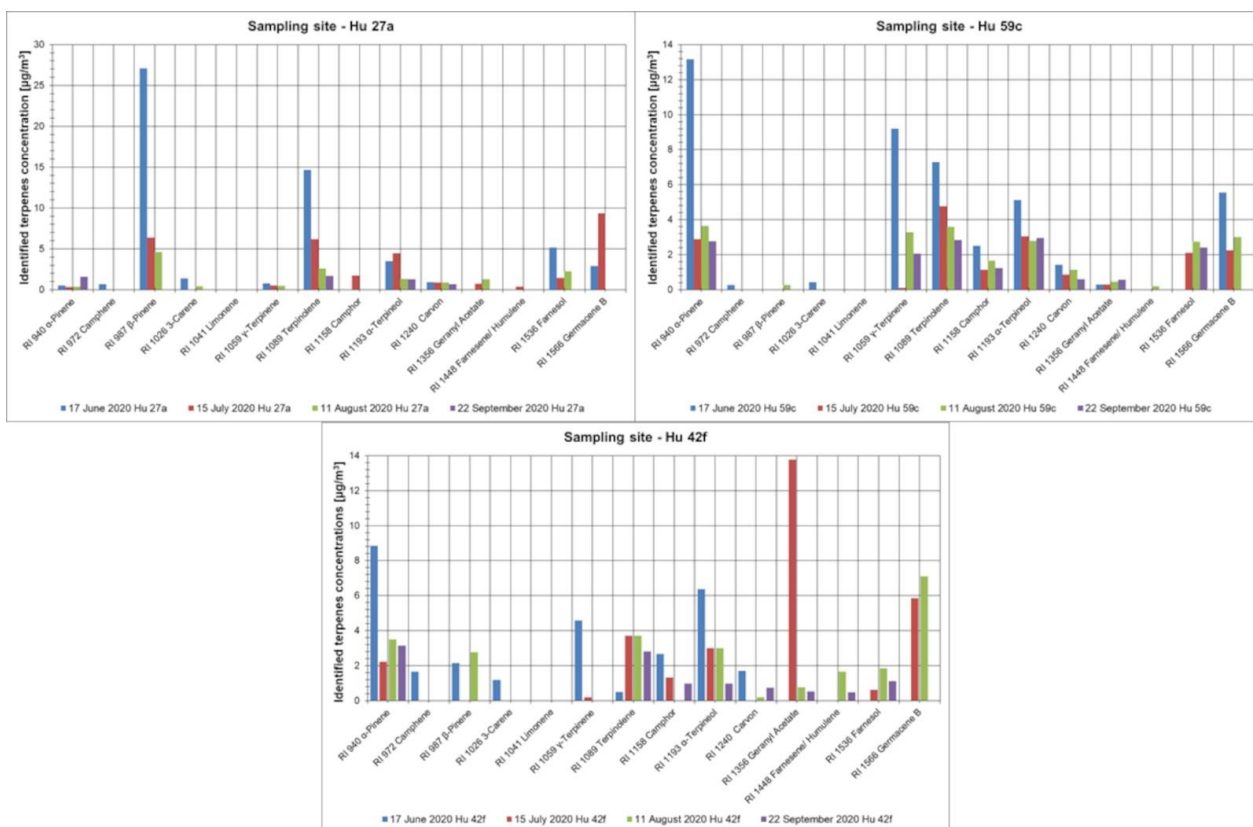 Sampling site - Hu 27a
Identified terpenes concentration [µg/m³]
30
25
20
15
10
5
0
RI 940 α-Pinene
RI 972 Camphene
RI 987 β-Pinene
RI 1026 3-Carene
RI 1041 Limonene
RI 1059 γ-Terpinene
RI 1089 Terpinolene
RI 1158 Camphor
RI 1193 α-Terpineol
RI 1240 Carvon
RI 1356 Geranyl Acetate
RI 1448 Farnesene/ Humulene
RI 1536 Farnesol
RI 1566 Germacene B
17 June 2020 Hu 27a 15 July 2020 Hu 27a 11 August 2020 Hu 27a 22 September 2020 Hu 27a
Sampling site - Hu 59c
Identified terpenes concentration [µg/m³]
14
12
10
8
6
4
2
0
RI 940 α-Pinene
RI 972 Camphene
RI 987 β-Pinene
RI 1026 3-Carene
RI 1041 Limonene
RI 1059 γ-Terpinene
RI 1089 Terpinolene
RI 1158 Camphor
RI 1193 α-Terpineol
RI 1240 Carvon
RI 1356 Geranyl Acetate
RI 1448 Farnesene/ Humulene
RI 1536 Farnesol
RI 1566 Germacene B
17 June 2020 Hu 59c 15 July 2020 Hu 59c 11 August 2020 Hu 59c 22 September 2020 Hu 59c
Sampling site - Hu 42f
Identified terpenes concentrations [µg/m³]
14
12
10
8
6
4
2
0
RI 940 α-Pinene
RI 972 Camphene
RI 987 β-Pinene
RI 1026 3-Carene
RI 1041 Limonene
RI 1059 γ-Terpinene
RI 1089 Terpinolene
RI 1158 Camphor
RI 1193 α-Terpineol
RI 1240 Carvon
RI 1356 Geranyl Acetate
RI 1448 Farnesene/ Humulene
RI 1536 Farnesol
RI 1566 Germacene B
17 June 2020 Hu 42f 15 July 2020 Hu 42f 11 August 2020 Hu 42f 22 September 2020 Hu 42f